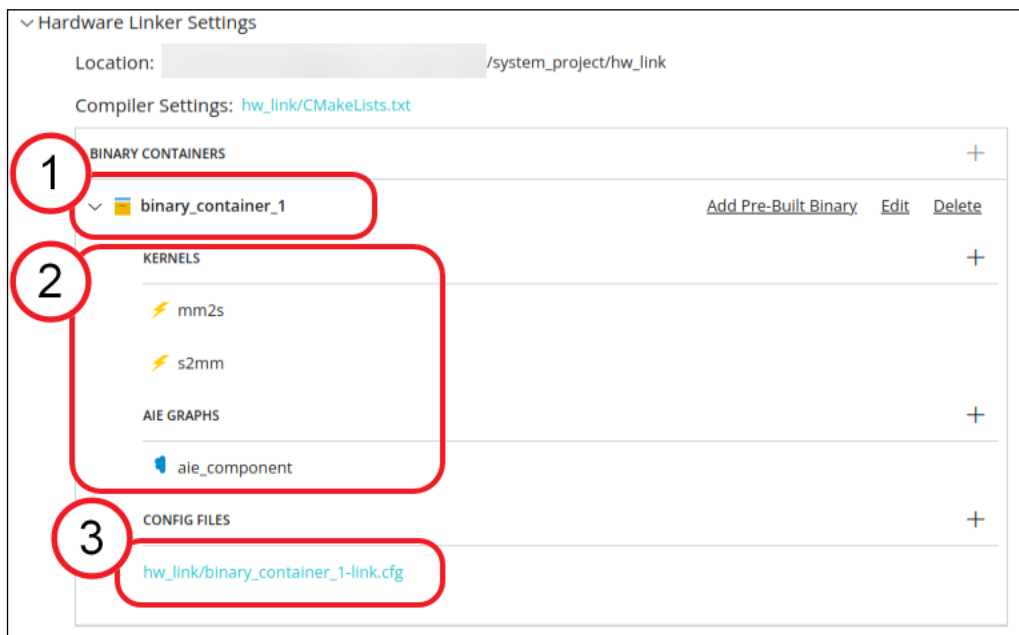 Hardware Linker Settings
Location: /system_project/hw_link
Compiler Settings: hw_link/CMakeLists.txt
1
BINARY CONTAINERS
binary_container_1 Add Pre-Built Binary Edit Delete
2
KERNELS
mm2s
s2mm
AIE GRAPHS
aie_component
3
CONFIG FILES
hw_link/binary_container_1-link.cfg